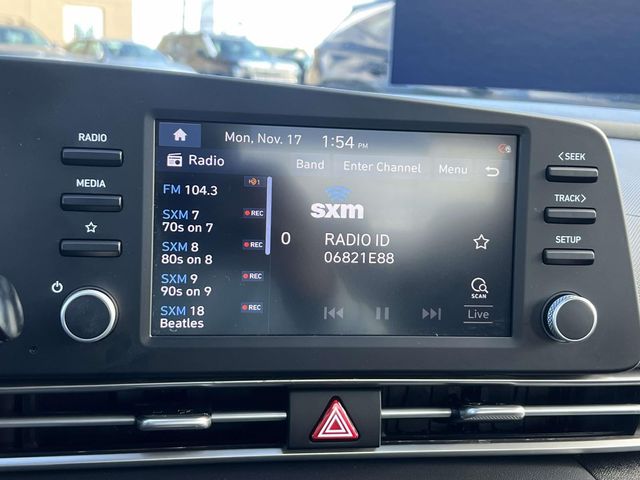 RADIO
MEDIA
Mon, Nov. 17 1:54 PM
Radio
Band Enter Channel Menu
FM 104.3
SXM 7 REC
70s on 7
SXM 8 REC
80s on 8
SXM 9 REC
90s on 9
SXM 18 REC
Beatles
sxm
0 RADIO ID
06821E88
SCAN
Live
<SEEK
TRACK>
SETUP